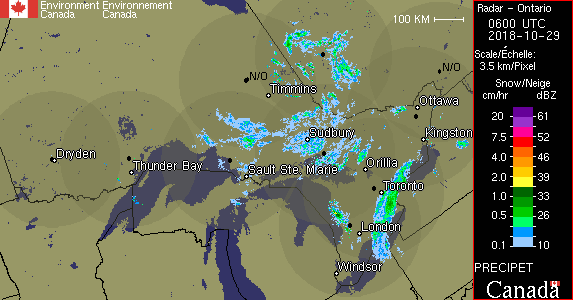 Environment Environnement
Canada Canada
100 KM
N/O
N/O
Timmins
Ottawa
Sudbury
Kingston
Dryden
Thunder Bay
Sault Ste. Marie
Orillia
Toronto
London
Windsor
Radar - Ontario
0600 UTC
2018-10-29
Scale/Échelle:
3.5 km/Pixel
Snow/Neige
cm/hr dBZ
20 61
7.5 52
4.0 46
2.0 39
1.0 33
0.5 26
0.1 10
PRECIPET
Canada